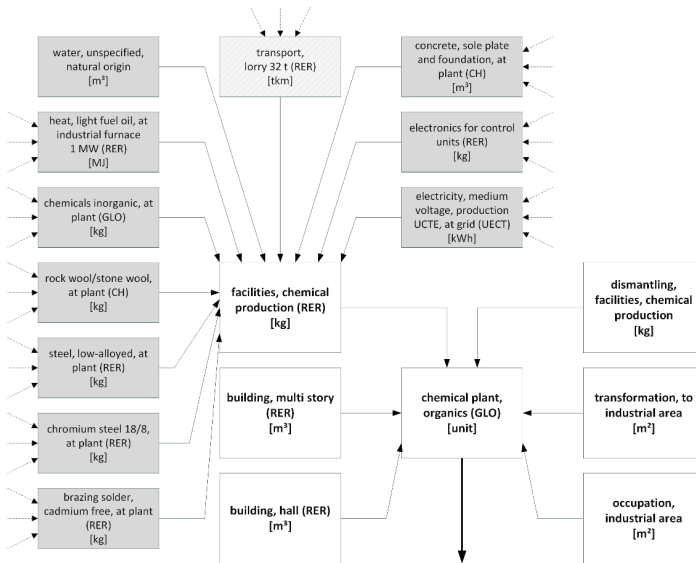 water, unspecified,
natural origin
[m³]
transport,
lorry 32 t (RER)
[tkm]
concrete, sole plate
and foundation, at
plant (CH)
[m³]
heat, light fuel oil, at
industrial furnace
1 MW (RER)
[MJ]
electronics for control
units (RER)
[kg]
chemicals inorganic, at
plant (GLO)
[kg]
electricity, medium
voltage, production
UCTE, at grid (UECT)
[kWh]
rock wool/stone wool,
at plant (CH)
[kg]
facilities, chemical
production (RER)
[kg]
dismantling,
facilities, chemical
production
[kg]
steel, low-alloyed, at
plant (RER)
[kg]
building, multi story
(RER)
[m³]
chemical plant,
organics (GLO)
[unit]
transformation, to
industrial area
[m²]
chromium steel 18/8,
at plant (RER)
[kg]
brazing solder,
cadmium free, at plant
(RER)
[kg]
building, hall (RER)
[m³]
occupation,
industrial area
[m²]